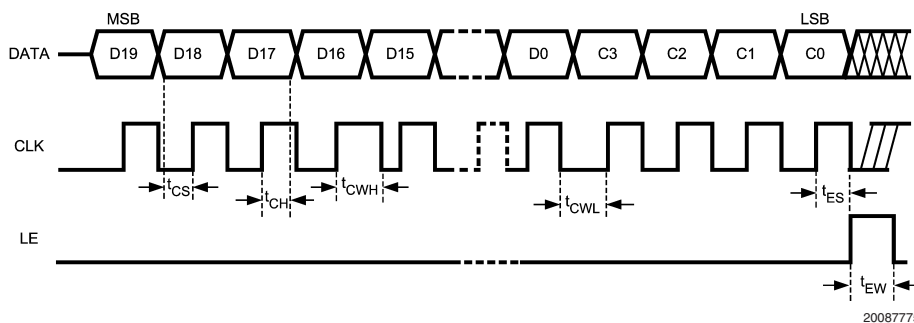 MSB LSB
DATA D19 D18 D17 D16 D15 D0 C3 C2 C1 C0
CLK
tCS tCH tCWH tCWL tES
LE
tEW